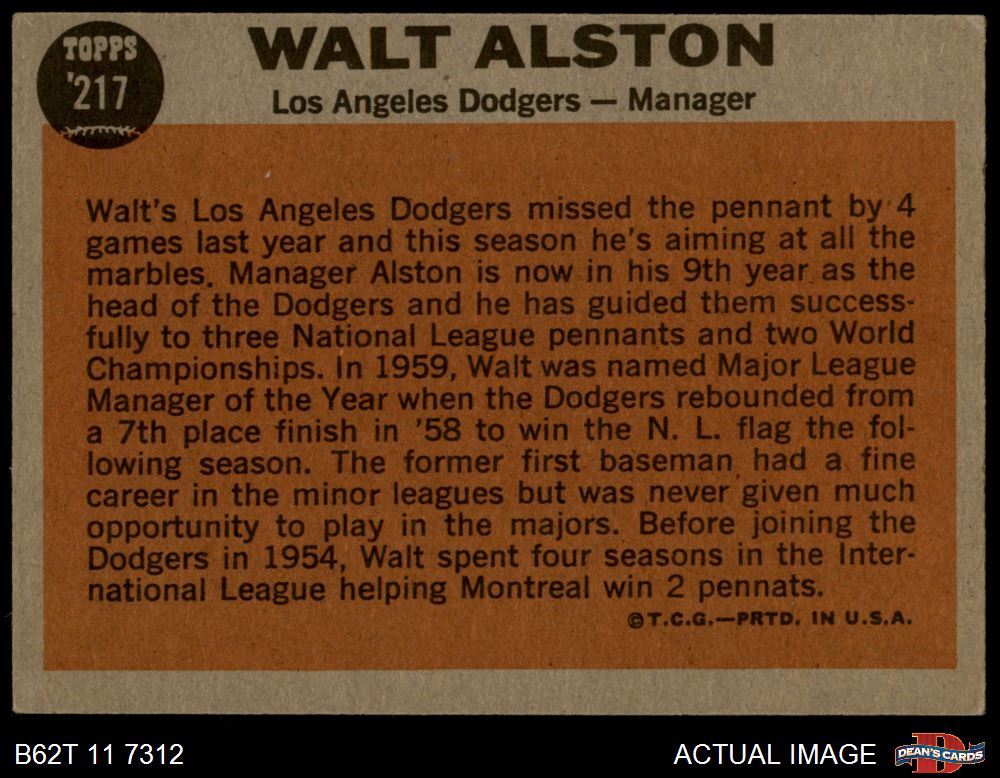 TOPPS
'217
WALT ALSTON
Los Angeles Dodgers — Manager
Walt's Los Angeles Dodgers missed the pennant by 4
games last year and this season he's aiming at all the
marbles. Manager Alston is now in his 9th year as the
head of the Dodgers and he has guided them success-
fully to three National League pennants and two World
Championships. In 1959, Walt was named Major League
Manager of the Year when the Dodgers rebounded from
a 7th place finish in '58 to win the N. L. flag the fol-
lowing season. The former first baseman had a fine
career in the minor leagues but was never given much
opportunity to play in the majors. Before joining the
Dodgers in 1954, Walt spent four seasons in the Inter-
national League helping Montreal win 2 pennats.
©T.C.G.—PRTD. IN U.S.A.
B62T 11 7312
ACTUAL IMAGE
DEAN'S CARDS